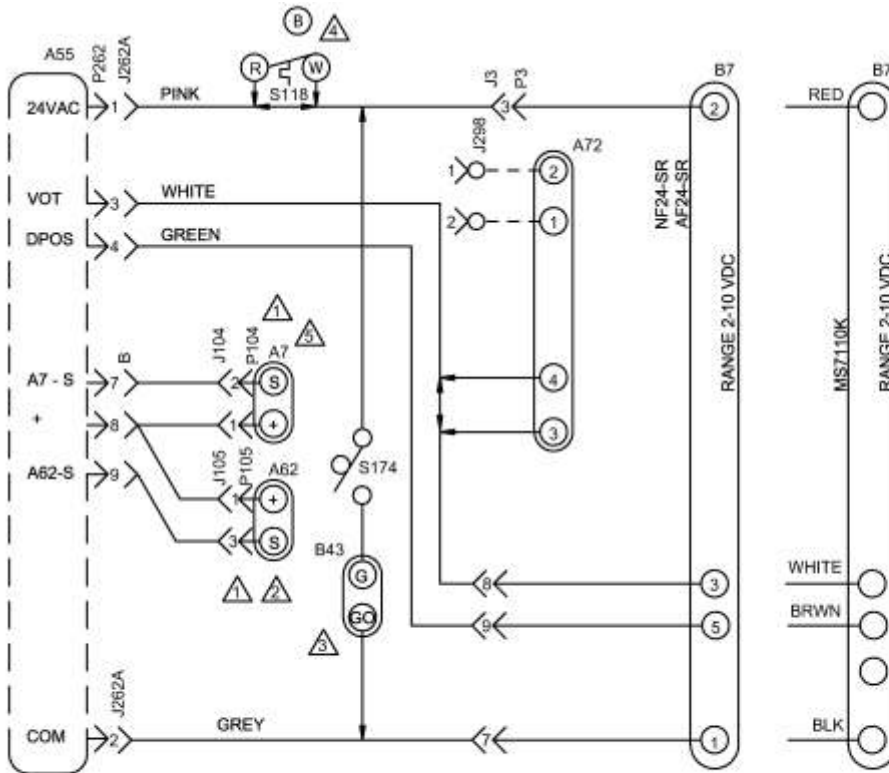 B
4
A55
P262
J262A
R
W
S118
24VAC
1
PINK
J3
3
P3
B7
2
RED
B7
J298
A72
1
2
2
1
NF24-SR
AF24-SR
VOT
3
WHITE
DPOS
4
GREEN
RANGE 2-10 VDC
MS7110K
RANGE 2-10 VDC
1
5
J104
P104
A7
A7 - S
7
B
2
S
+
8
1
+
4
3
A62-S
9
J105
P105
A62
1
+
3
S
S174
1
2
B43
G
GO
3
8
3
WHITE
9
5
BRWN
J262A
COM
2
GREY
7
1
BLK